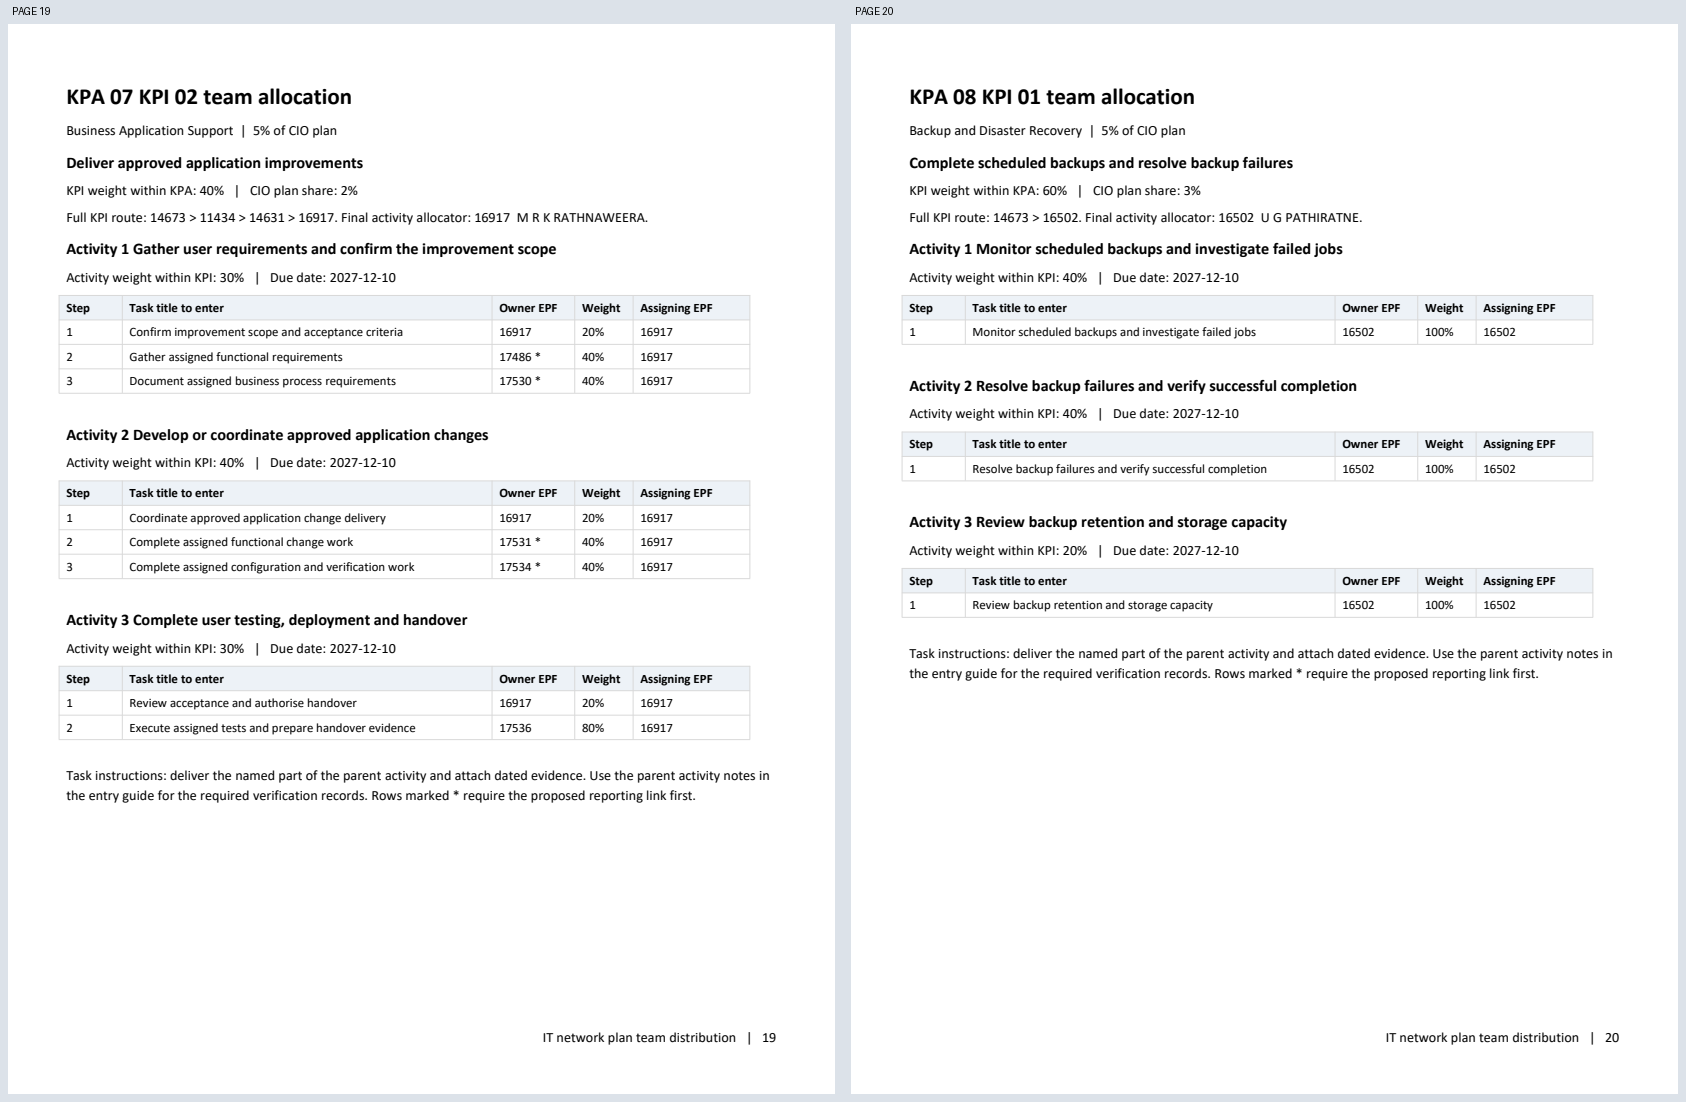 PAGE 19
KPA 07 KPI 02 team allocation
Business Application Support | 5% of CIO plan
Deliver approved application improvements
KPI weight within KPA: 40% | CIO plan share: 2%
Full KPI route: 14673 > 11434 > 14631 > 16917. Final activity allocator: 16917 M R K RATHNAWEERA.
Activity 1 Gather user requirements and confirm the improvement scope
Activity weight within KPI: 30% | Due date: 2027-12-10
Step Task title to enter Owner EPF Weight Assigning EPF
1 Confirm improvement scope and acceptance criteria 16917 20% 16917
2 Gather assigned functional requirements 17486 * 40% 16917
3 Document assigned business process requirements 17530 * 40% 16917
Activity 2 Develop or coordinate approved application changes
Activity weight within KPI: 40% | Due date: 2027-12-10
Step Task title to enter Owner EPF Weight Assigning EPF
1 Coordinate approved application change delivery 16917 20% 16917
2 Complete assigned functional change work 17531 * 40% 16917
3 Complete assigned configuration and verification work 17534 * 40% 16917
Activity 3 Complete user testing, deployment and handover
Activity weight within KPI: 30% | Due date: 2027-12-10
Step Task title to enter Owner EPF Weight Assigning EPF
1 Review acceptance and authorise handover 16917 20% 16917
2 Execute assigned tests and prepare handover evidence 17536 80% 16917
Task instructions: deliver the named part of the parent activity and attach dated evidence. Use the parent activity notes in
the entry guide for the required verification records. Rows marked * require the proposed reporting link first.
IT network plan team distribution | 19
PAGE 20
KPA 08 KPI 01 team allocation
Backup and Disaster Recovery | 5% of CIO plan
Complete scheduled backups and resolve backup failures
KPI weight within KPA: 60% | CIO plan share: 3%
Full KPI route: 14673 > 16502. Final activity allocator: 16502 U G PATHIRATNE.
Activity 1 Monitor scheduled backups and investigate failed jobs
Activity weight within KPI: 40% | Due date: 2027-12-10
Step Task title to enter Owner EPF Weight Assigning EPF
1 Monitor scheduled backups and investigate failed jobs 16502 100% 16502
Activity 2 Resolve backup failures and verify successful completion
Activity weight within KPI: 40% | Due date: 2027-12-10
Step Task title to enter Owner EPF Weight Assigning EPF
1 Resolve backup failures and verify successful completion 16502 100% 16502
Activity 3 Review backup retention and storage capacity
Activity weight within KPI: 20% | Due date: 2027-12-10
Step Task title to enter Owner EPF Weight Assigning EPF
1 Review backup retention and storage capacity 16502 100% 16502
Task instructions: deliver the named part of the parent activity and attach dated evidence. Use the parent activity notes in
the entry guide for the required verification records. Rows marked * require the proposed reporting link first.
IT network plan team distribution | 20